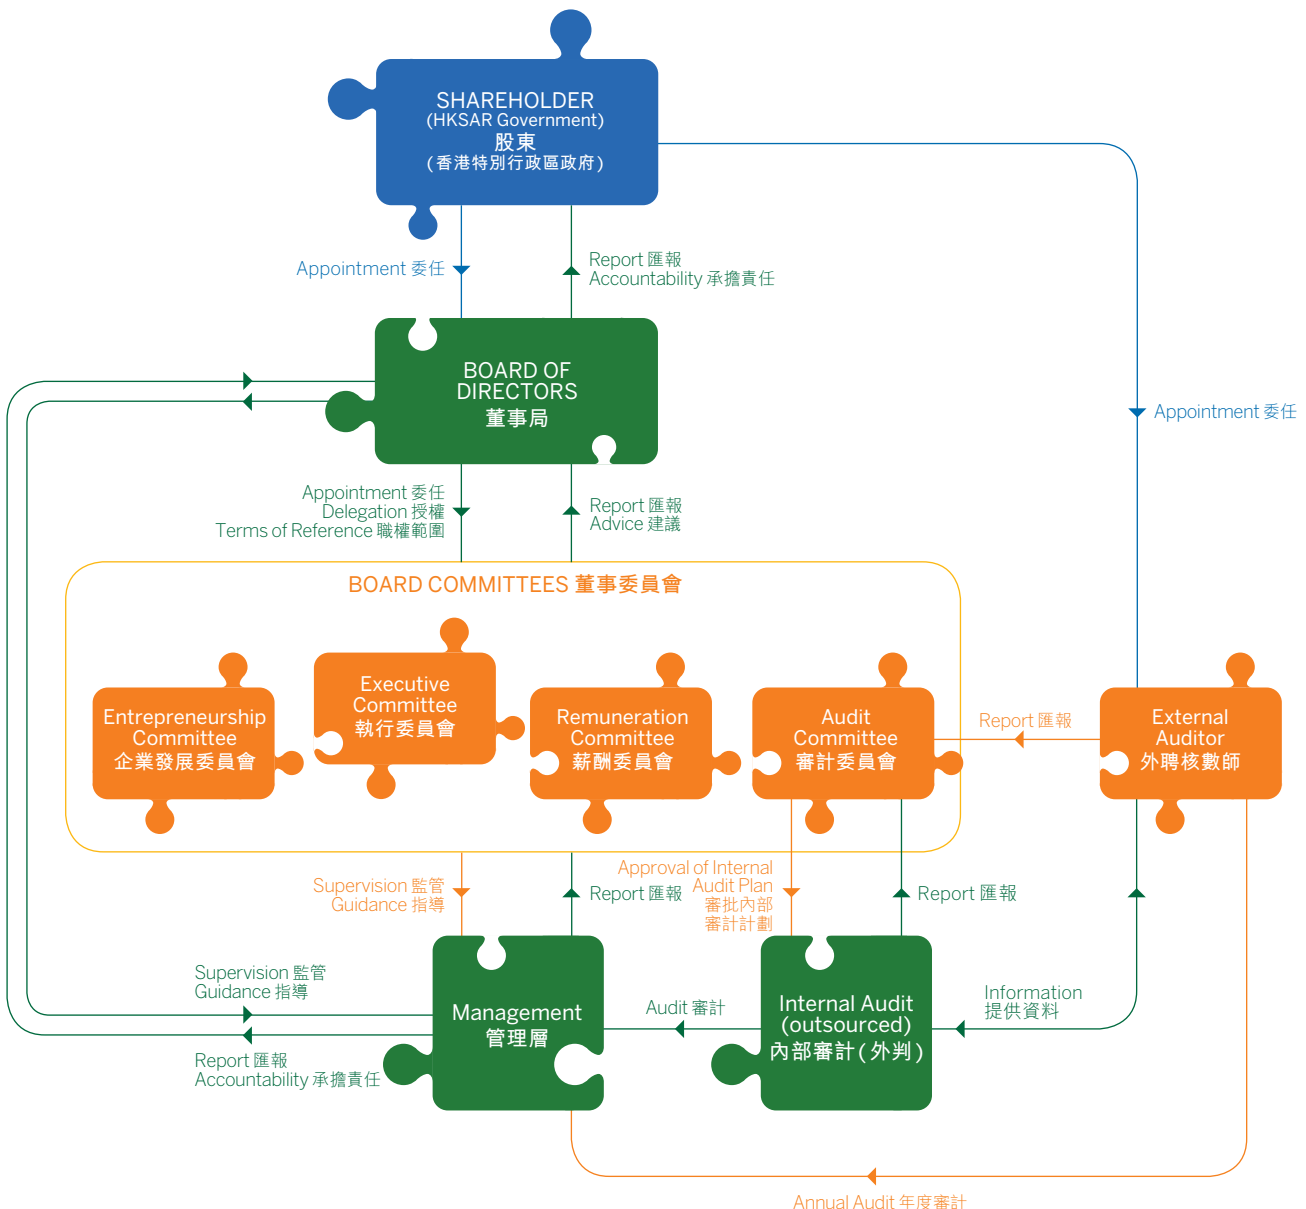 SHAREHOLDER
(HKSAR Government)
股東
(香港特別行政區政府)
Appointment 委任
Report 匯報
Accountability 承擔責任
BOARD OF
DIRECTORS
董事局
Appointment 委任
Appointment 委任
Delegation 授權
Terms of Reference 職權範圍
Report 匯報
Advice 建議
BOARD COMMITTEES 董事委員會
Entrepreneurship
Committee
企業發展委員會
Executive
Committee
執行委員會
Remuneration
Committee
薪酬委員會
Audit
Committee
審計委員會
Report 匯報
External
Auditor
外聘核數師
Supervision 監管
Guidance 指導
Report 匯報
Approval of Internal
Audit Plan
審批內部
審計計劃
Report 匯報
Supervision 監管
Guidance 指導
Report 匯報
Accountability 承擔責任
Management
管理層
Audit 審計
Internal Audit
(outsourced)
內部審計(外判)
Information
提供資料
Annual Audit 年度審計